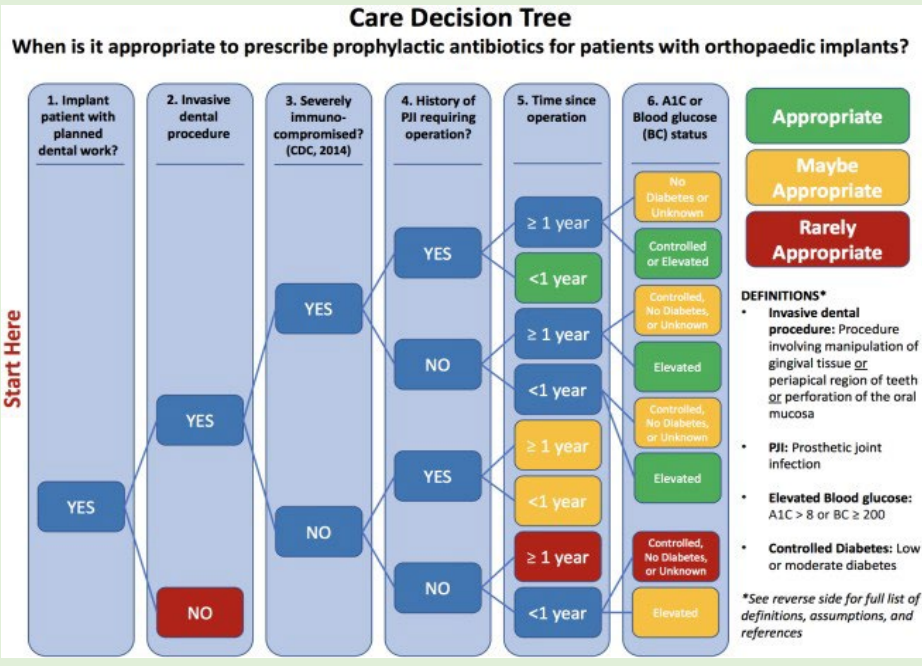 Care Decision Tree
When is it appropriate to prescribe prophylactic antibiotics for patients with orthopaedic implants?
Start Here
1. Implant
patient with
planned
dental work?
YES
2. Invasive
dental
procedure
YES
NO
3. Severely
immuno-
compromised?
(CDC, 2014)
YES
NO
4. History of
PJI requiring
operation?
YES
NO
YES
NO
5. Time since
operation
≥ 1 year
<1 year
≥ 1 year
<1 year
≥ 1 year
<1 year
≥ 1 year
<1 year
6. A1C or
Blood glucose
(BC) status
No
Diabetes or
Unknown
Controlled
or Elevated
Controlled,
No Diabetes,
or Unknown
Elevated
Controlled,
No Diabetes,
or Unknown
Elevated
Controlled,
No Diabetes,
or Unknown
Elevated
Appropriate
Maybe
Appropriate
Rarely
Appropriate
DEFINITIONS*
• Invasive dental
procedure: Procedure
involving manipulation of
gingival tissue or
periapical region of teeth
or perforation of the oral
mucosa
• PJI: Prosthetic joint
infection
• Elevated Blood glucose:
A1C > 8 or BC ≥ 200
• Controlled Diabetes: Low
or moderate diabetes
*See reverse side for full list of
definitions, assumptions, and
references